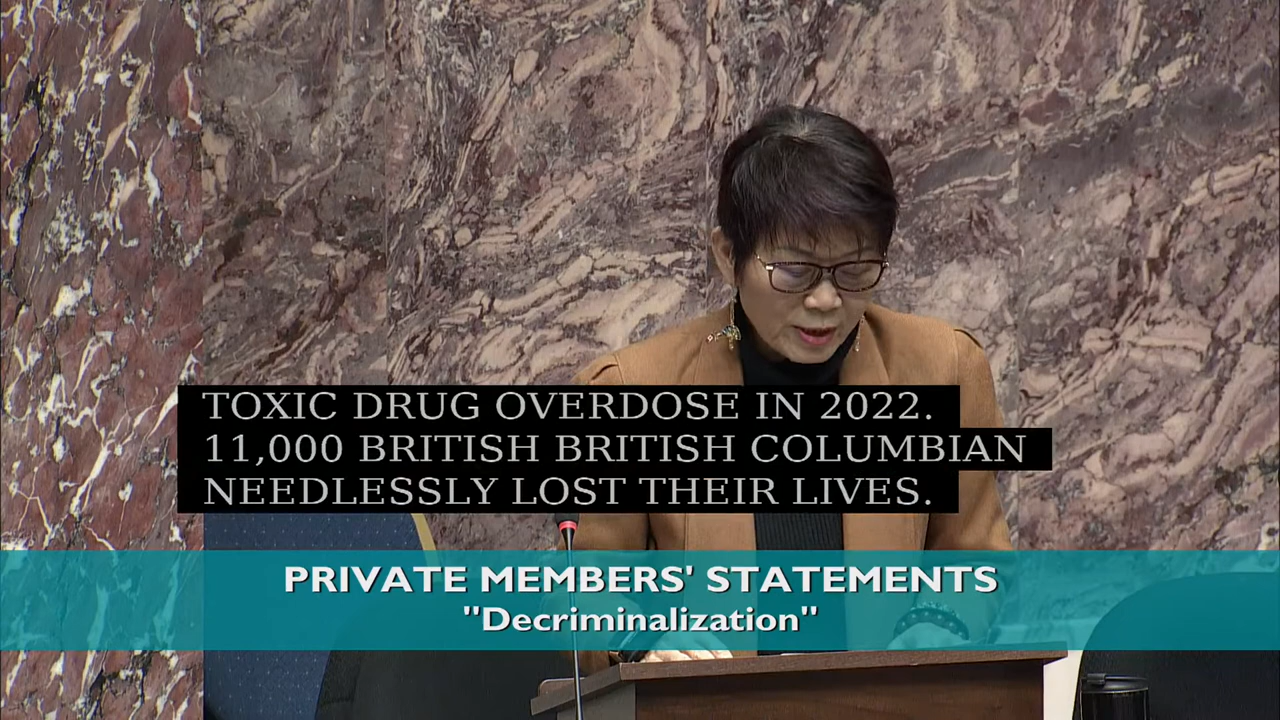 TOXIC DRUG OVERDOSE IN 2022.
11,000 BRITISH BRITISH COLUMBIAN
NEEDLESSLY LOST THEIR LIVES.
PRIVATE MEMBERS' STATEMENTS
"Decriminalization"